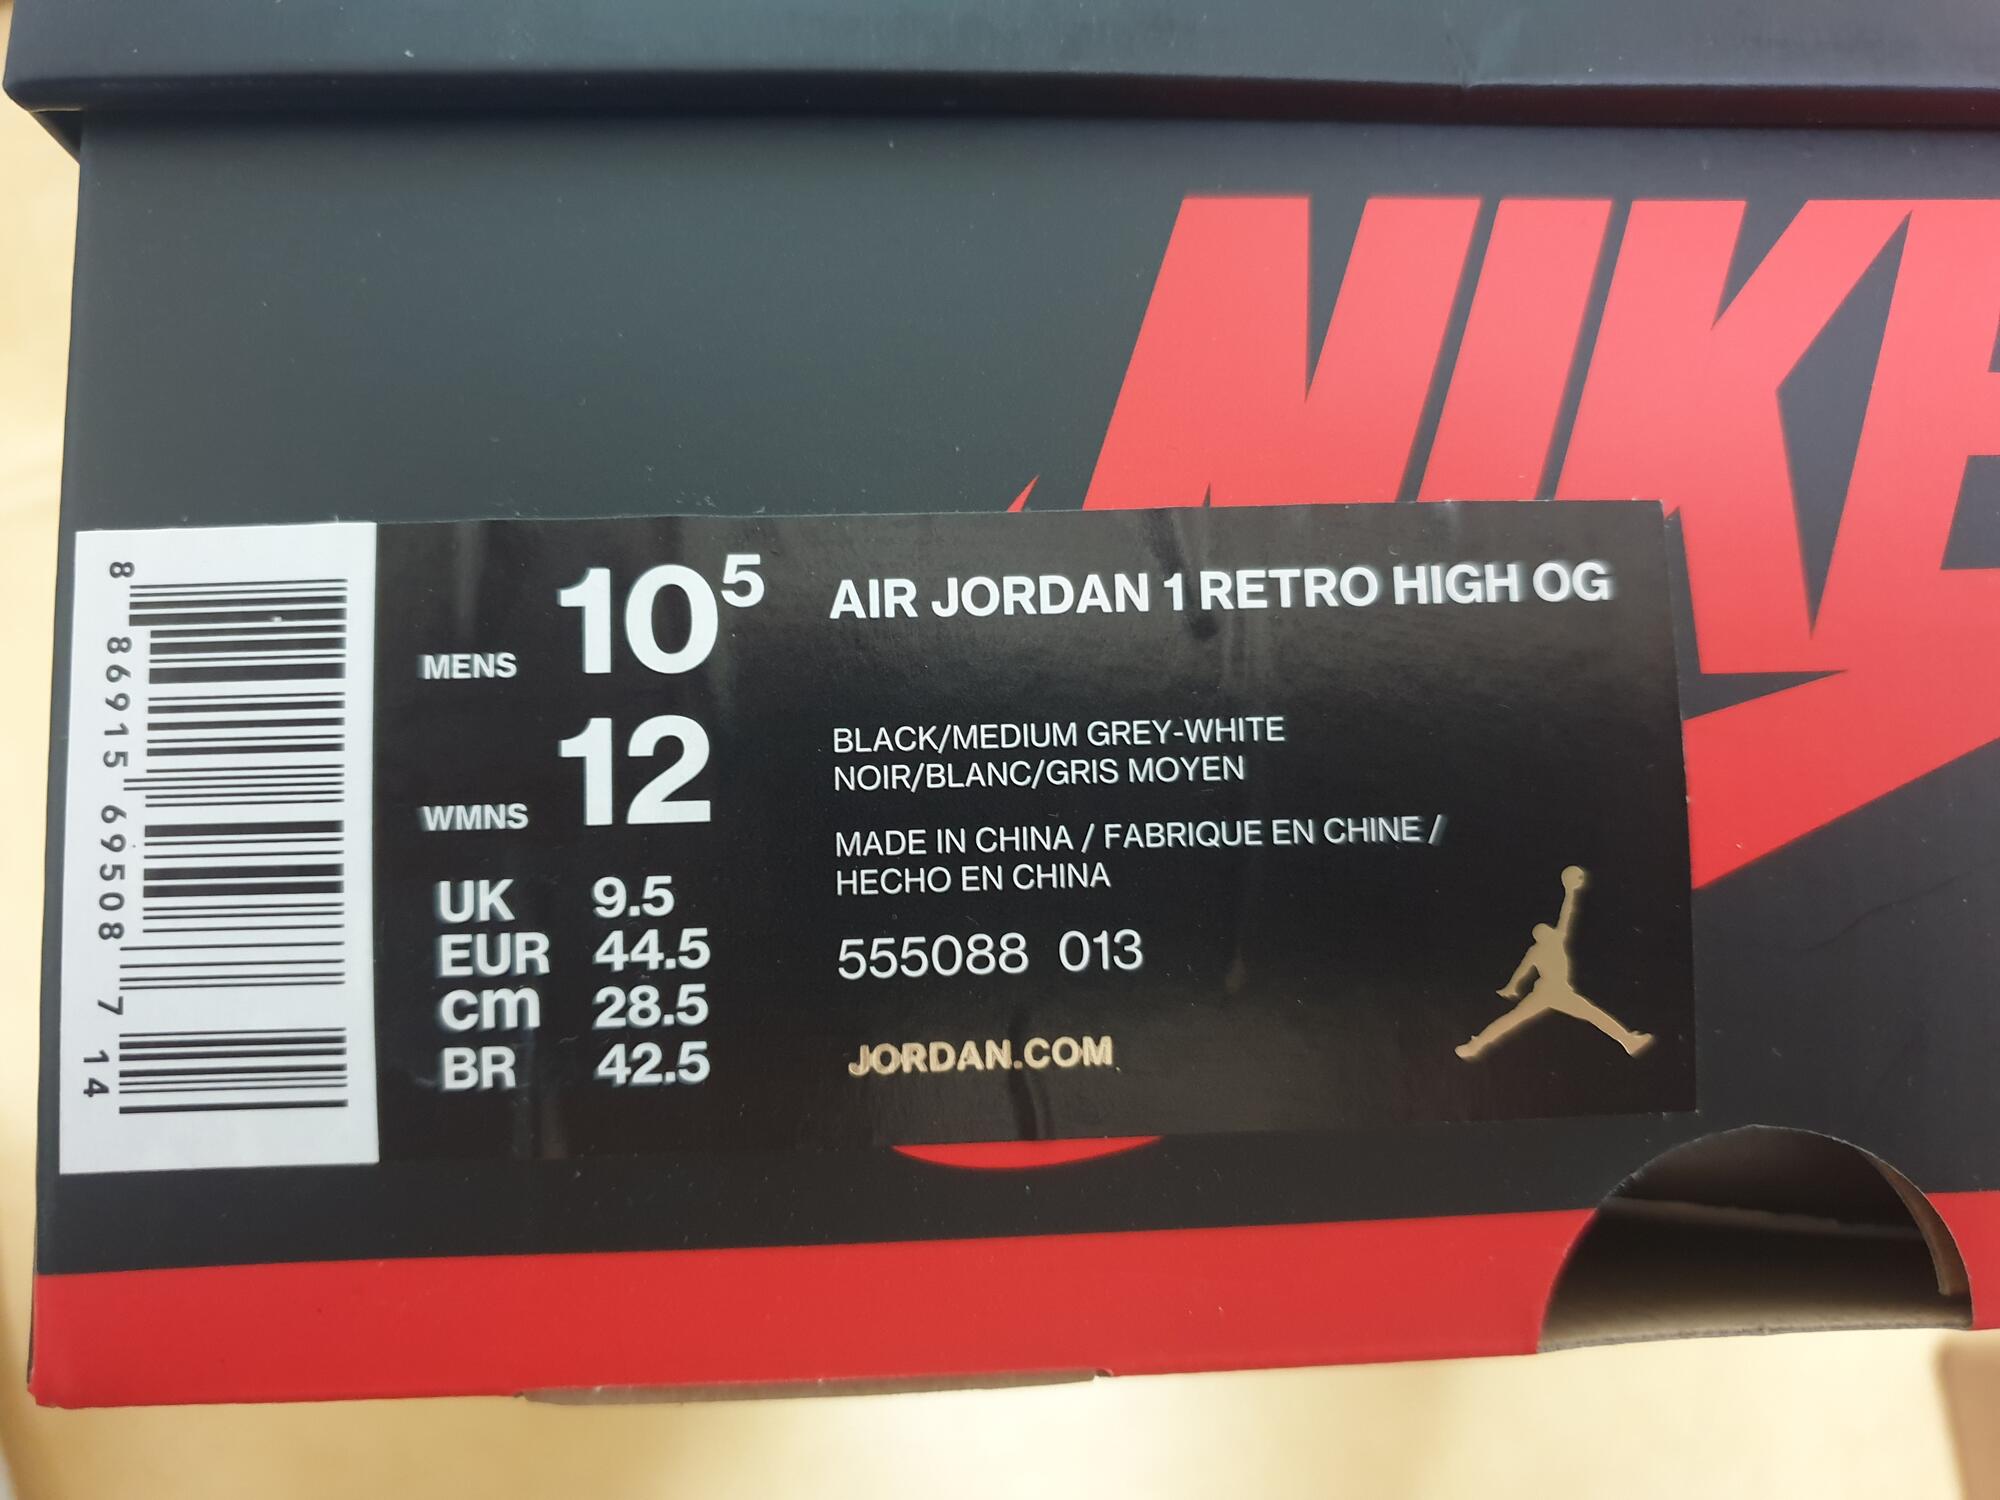 NIKE
8 86915 69508 7 14
MENS 10⁵
WMNS 12
UK 9.5
EUR 44.5
cm 28.5
BR 42.5
AIR JORDAN 1 RETRO HIGH OG
BLACK/MEDIUM GREY-WHITE
NOIR/BLANC/GRIS MOYEN
MADE IN CHINA / FABRIQUE EN CHINE /
HECHO EN CHINA
555088 013
JORDAN.COM